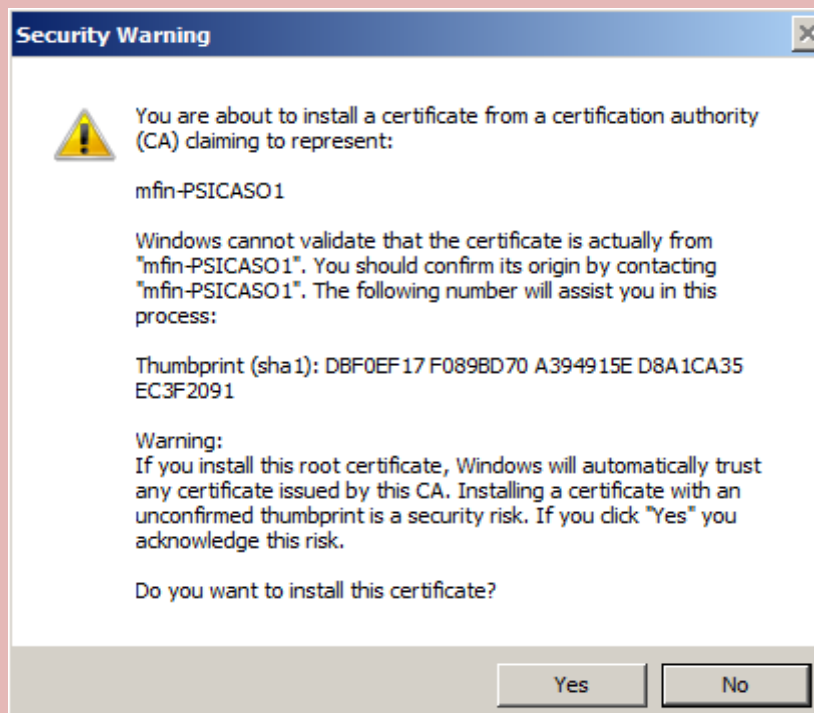 Security Warning
You are about to install a certificate from a certification authority
(CA) claiming to represent:
mfin-PSICASO1
Windows cannot validate that the certificate is actually from
"mfin-PSICASO1". You should confirm its origin by contacting
"mfin-PSICASO1". The following number will assist you in this
process:
Thumbprint (sha1): DBF0EF17 F089BD70 A394915E D8A1CA35
EC3F2091
Warning:
If you install this root certificate, Windows will automatically trust
any certificate issued by this CA. Installing a certificate with an
unconfirmed thumbprint is a security risk. If you click "Yes" you
acknowledge this risk.
Do you want to install this certificate?
Yes
No